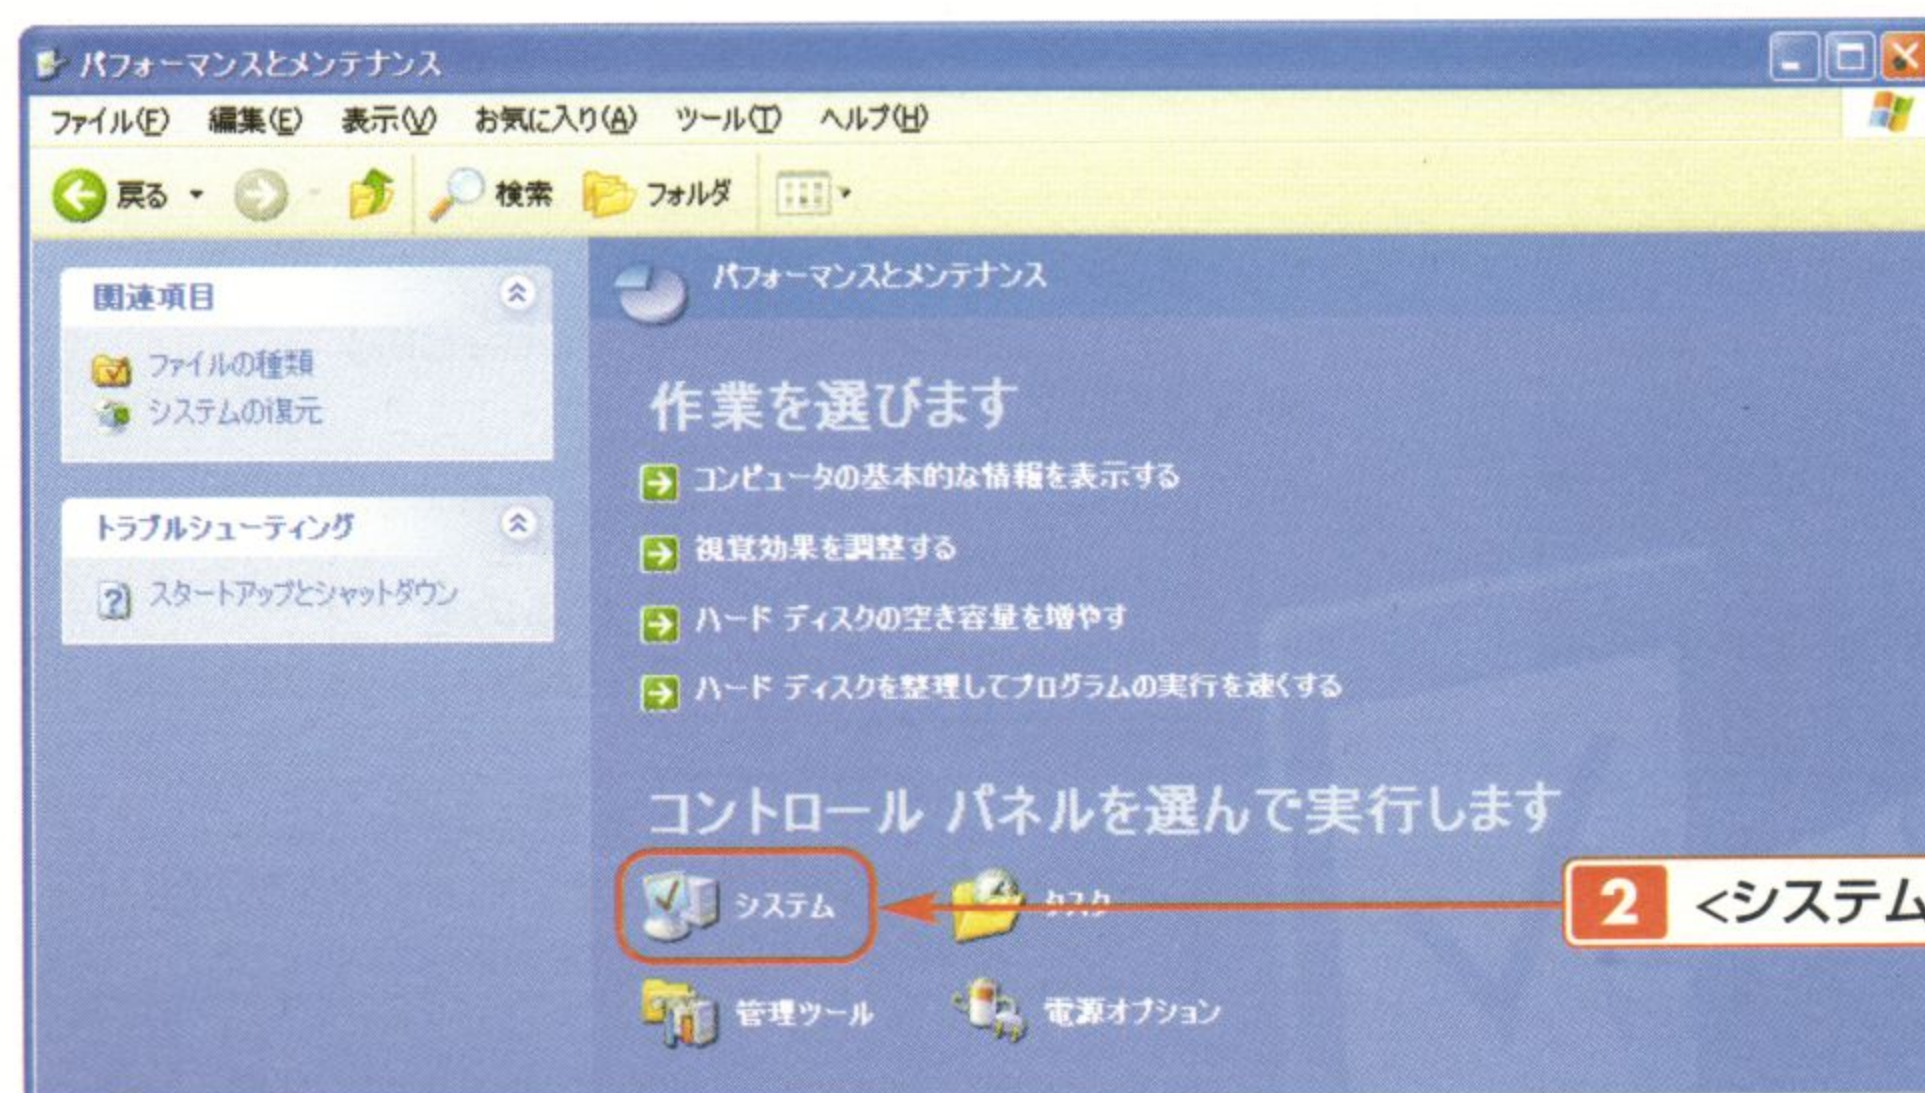 パフォーマンスとメンテナンス
ファイル(F) 編集(E) 表示(V) お気に入り(A) ツール(T) ヘルプ(H)
戻る 検索 フォルダ
関連項目
ファイルの種類
システムの復元
トラブルシューティング
スタートアップとシャットダウン
パフォーマンスとメンテナンス
作業を選びます
コンピュータの基本的な情報を表示する
視覚効果を調整する
ハード ディスクの空き容量を増やす
ハード ディスクを整理してプログラムの実行を速くする
コントロール パネルを選んで実行します
システム タスク
2 <システム
管理ツール 電源オプション